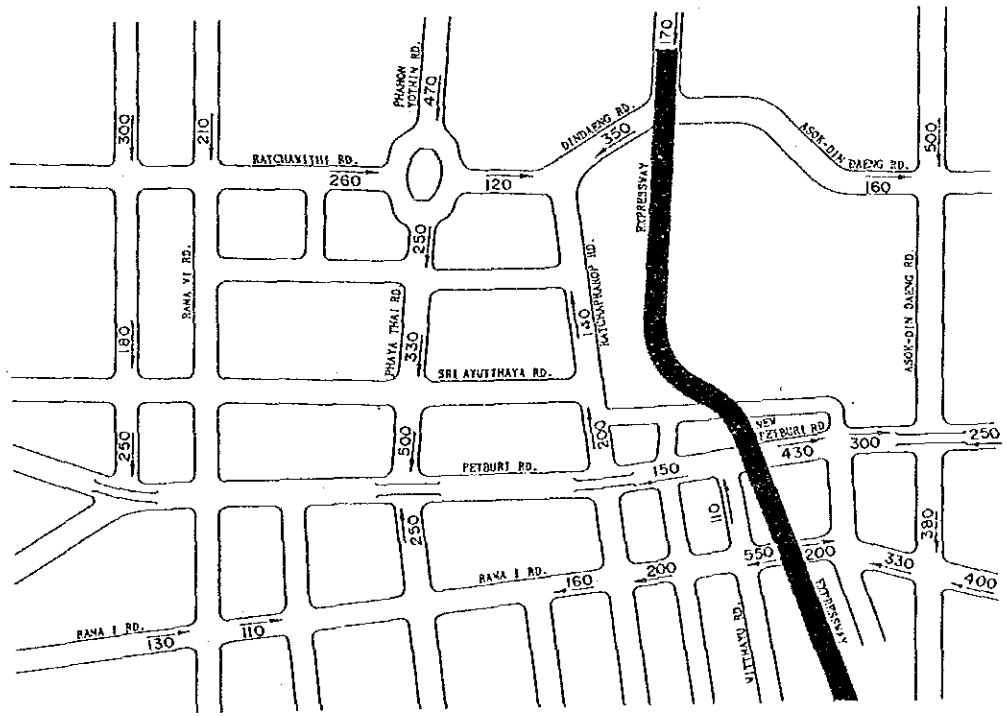 170
300
210
PHAHON
YOTHIN RD.
470
DINDAENG RD.
350
ASOK-DIN
DAENG RD.
500
RATCHAWITHI RD.
260
120
160
EXPRESSWAY
250
RAMA VI RD.
180
PHAYA THAI RD.
330
140
RATCHAPRAROP RD.
ASOK-DIN DAENG RD.
SRI AYUTTHAYA RD.
250
500
200
NEW
PETBURI RD
430
300
250
PETBURI RD.
150
110
250
380
550
200
330
RAMA I RD.
160
200
400
EXPRESSWAY
WITTHAYU RD.
RAMA I RD.
130
110